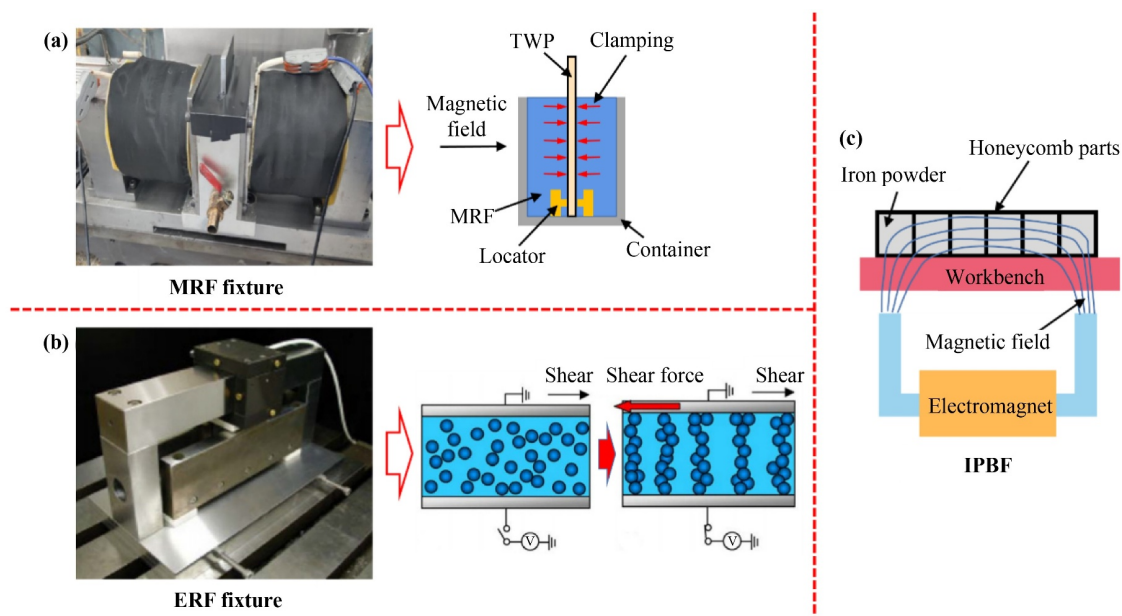 (a)
TWP
Clamping
Magnetic
field
MRF
Locator
Container
MRF fixture
(b)
Shear
Shear force
Shear
V
V
ERF fixture
(c)
Honeycomb parts
Iron powder
Workbench
Magnetic field
Electromagnet
IPBF